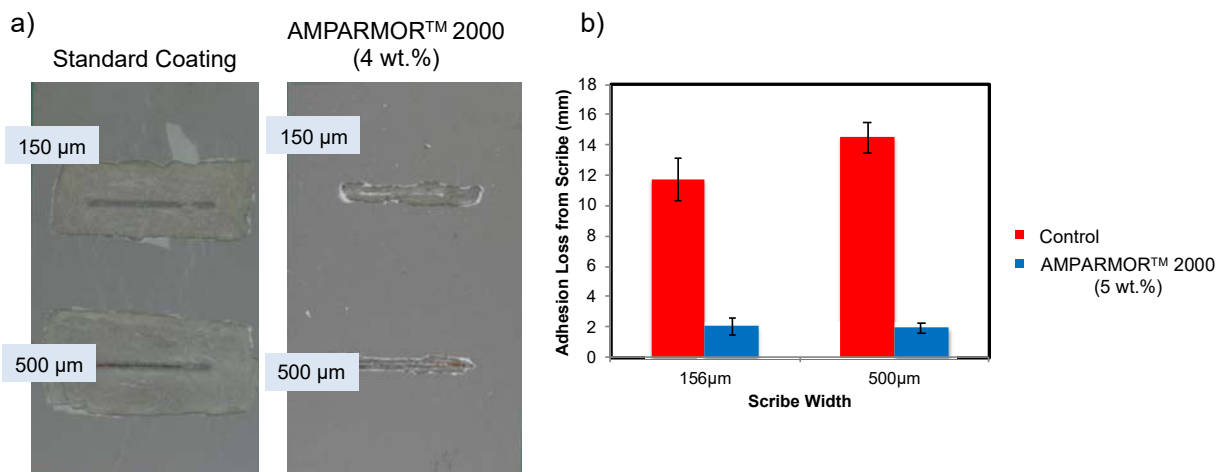 a)
Standard Coating
AMPARMOR™ 2000
(4 wt.%)
150 µm
150 µm
500 µm
500 µm
b)
18
16
14
12
10
8
6
4
2
0
Adhesion Loss from Scribe (mm)
156µm
500µm
Scribe Width
Control
AMPARMOR™ 2000
(5 wt.%)